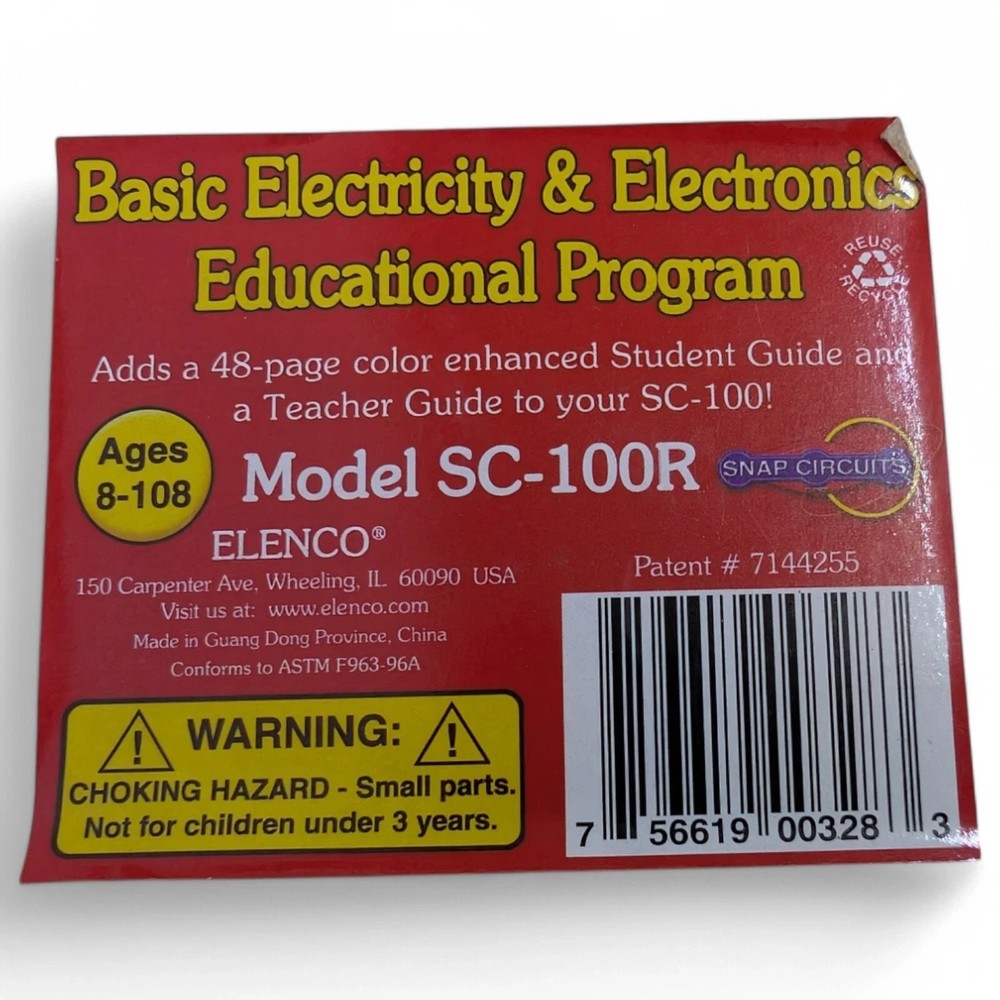 Basic Electricity & Electronics
Educational Program
REUSE
RECYCLE
Adds a 48-page color enhanced Student Guide and
a Teacher Guide to your SC-100!
Ages
8-108
Model SC-100R
SNAP CIRCUITS
ELENCO®
150 Carpenter Ave, Wheeling, IL 60090 USA
Visit us at: www.elenco.com
Made in Guang Dong Province, China
Conforms to ASTM F963-96A
Patent # 7144255
WARNING:
CHOKING HAZARD - Small parts.
Not for children under 3 years.
7 56619 00328 3